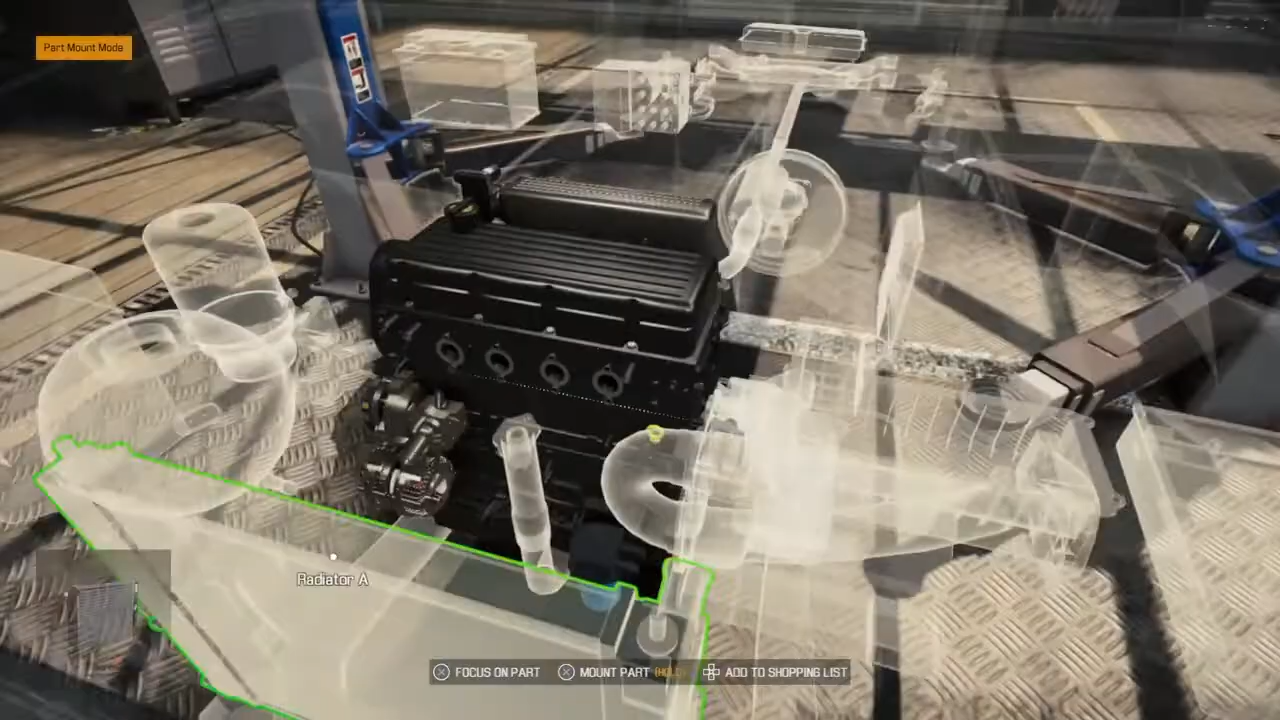 Part Mount Mode
Radiator A
FOCUS ON PART MOUNT PART (HOLD) ADD TO SHOPPING LIST